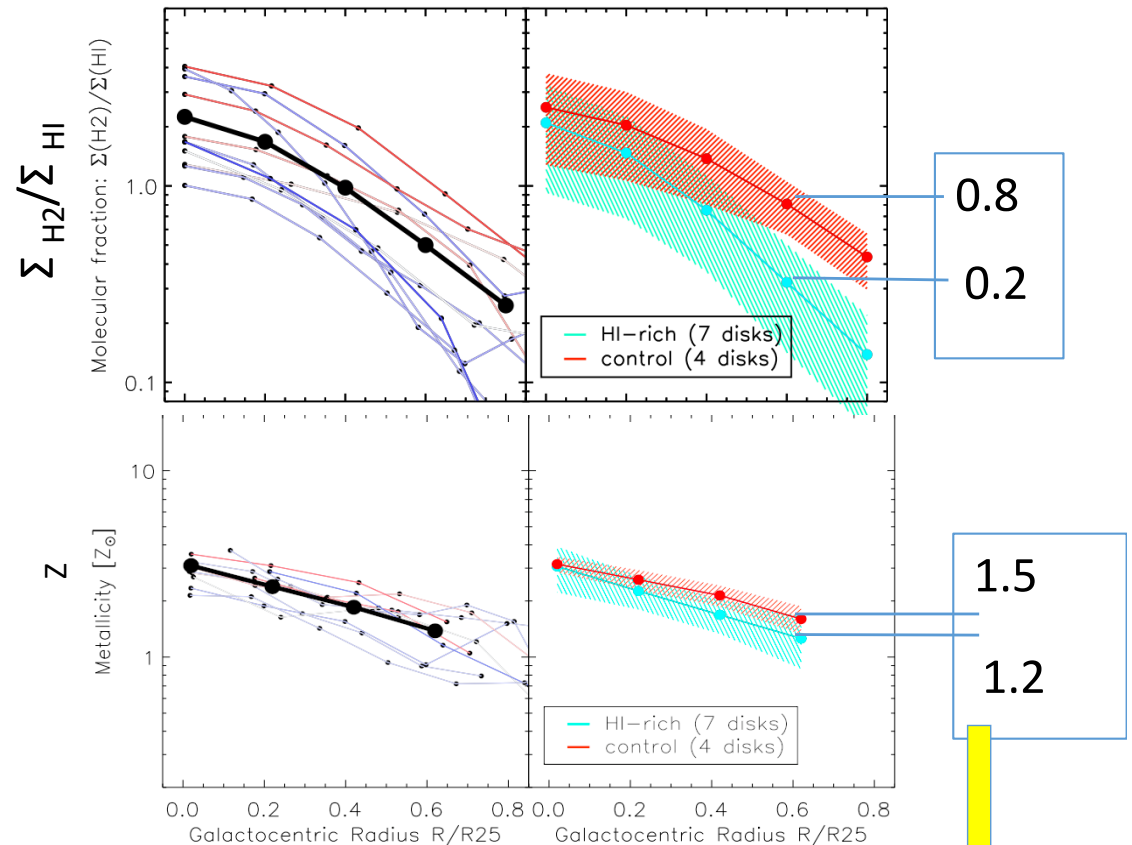 Σ H2/Σ HI
Molecular fraction: Σ(H2)/Σ(HI)
1.0
0.1
HI−rich (7 disks)
control (4 disks)
0.8
0.2
Z
Metallicity [Z⊙]
10
1
HI−rich (7 disks)
control (4 disks)
1.5
1.2
0.0 0.2 0.4 0.6 0.8 0.0 0.2 0.4 0.6 0.8
Galactocentric Radius R/R25 Galactocentric Radius R/R25